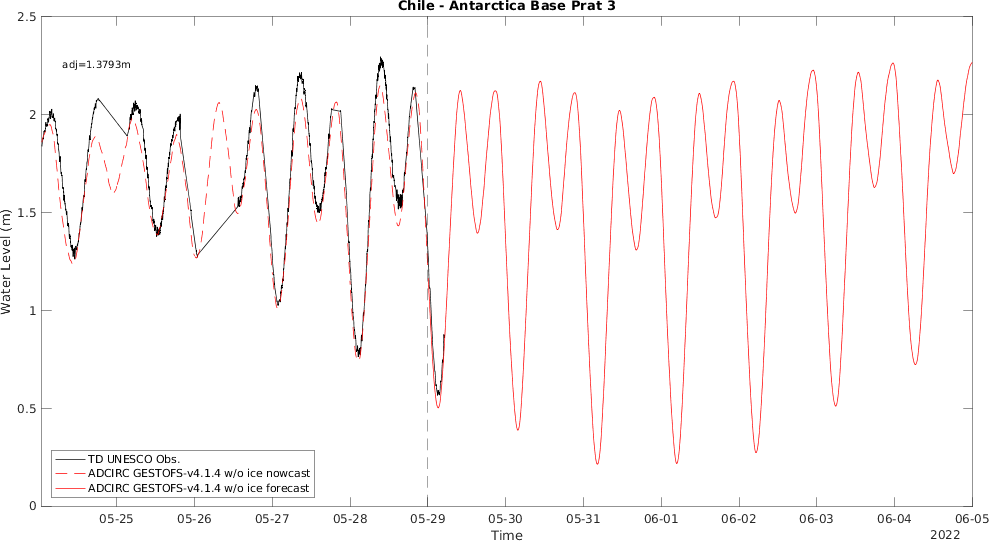 Chile - Antarctica Base Prat 3
2.5
adj=1.3793m
2
1.5
Water Level (m)
1
0.5
TD UNESCO Obs.
ADCIRC GESTOFS-v4.1.4 w/o ice nowcast
ADCIRC GESTOFS-v4.1.4 w/o ice forecast
0
05-25 05-26 05-27 05-28 05-29 05-30 05-31 06-01 06-02 06-03 06-04 06-05
Time
2022